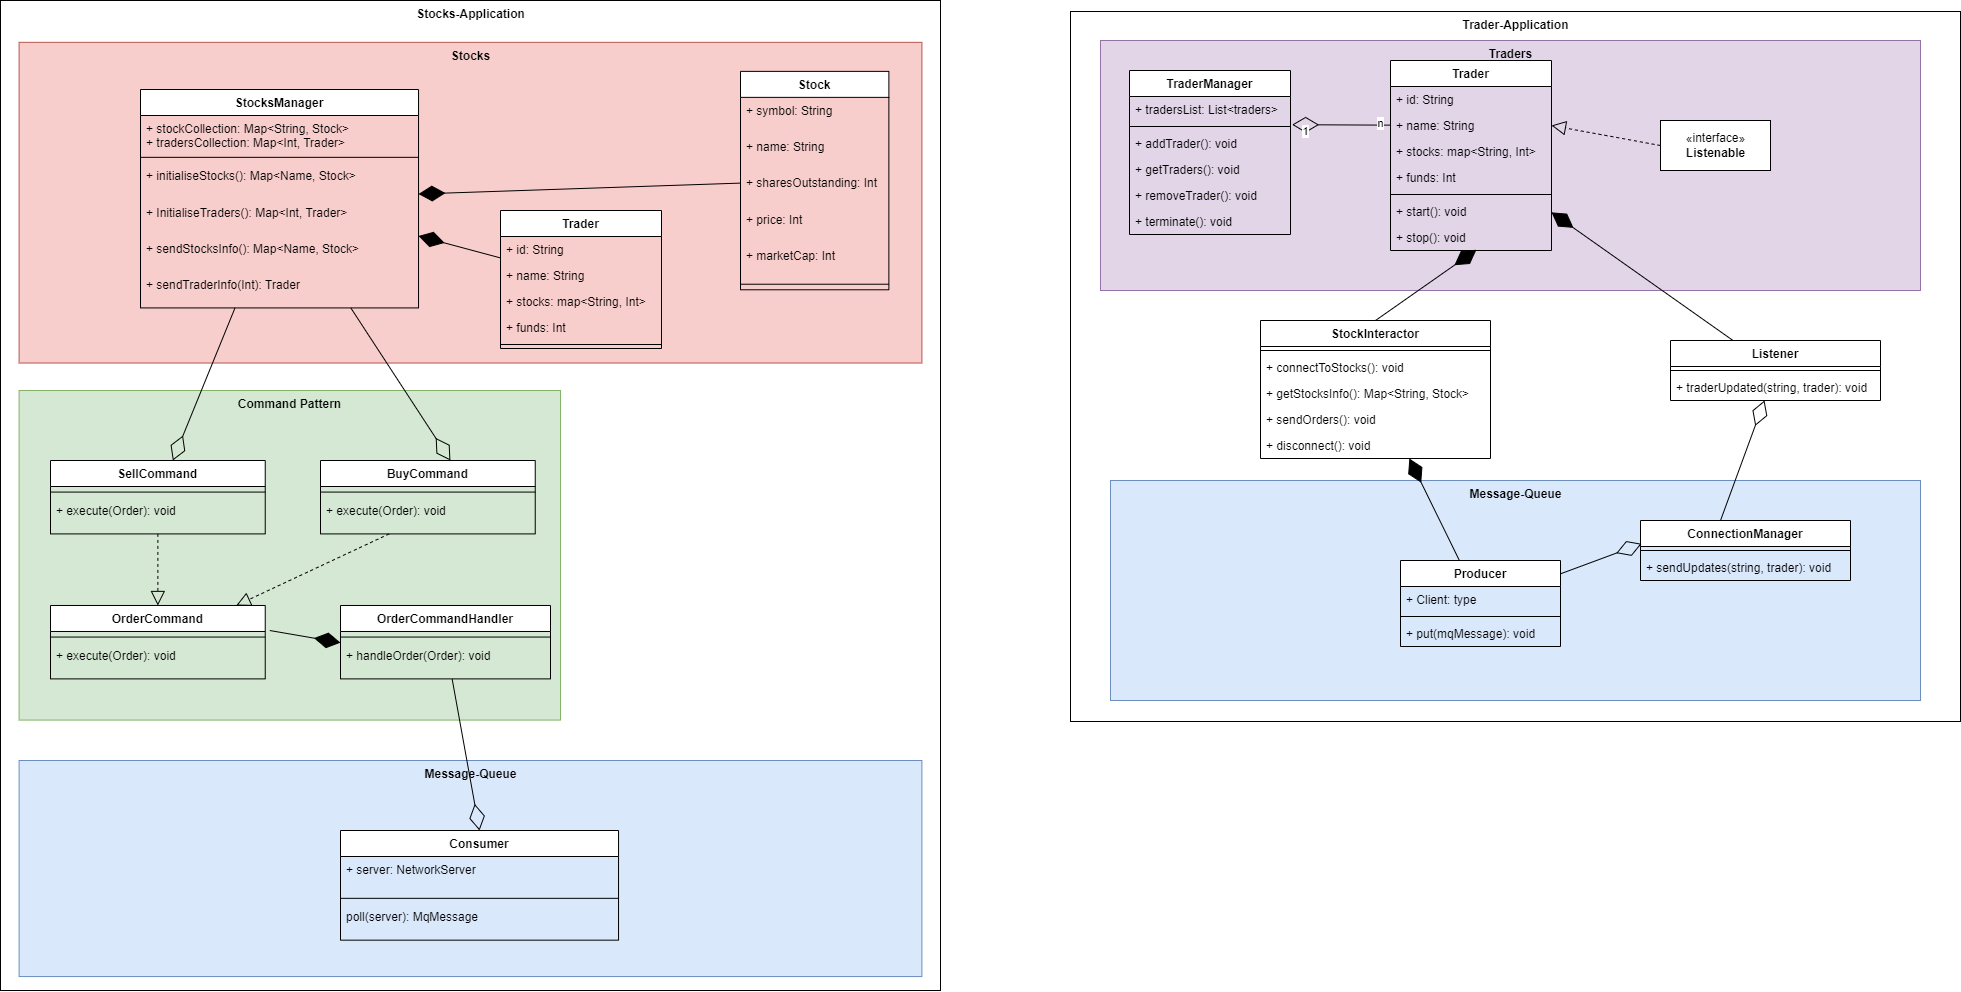 Stocks-Application
Stocks
StocksManager
+ stockCollection: Map<String, Stock>
+ tradersCollection: Map<Int, Trader>
+ initialiseStocks(): Map<Name, Stock>
+ InitialiseTraders(): Map<Int, Trader>
+ sendStocksInfo(): Map<Name, Stock>
+ sendTraderInfo(Int): Trader
Trader
+ id: String
+ name: String
+ stocks: map<String, Int>
+ funds: Int
Stock
+ symbol: String
+ name: String
+ sharesOutstanding: Int
+ price: Int
+ marketCap: Int
Command Pattern
SellCommand
+ execute(Order): void
BuyCommand
+ execute(Order): void
OrderCommand
+ execute(Order): void
OrderCommandHandler
+ handleOrder(Order): void
Message-Queue
Consumer
+ server: NetworkServer
poll(server): MqMessage
Trader-Application
Traders
TraderManager
+ tradersList: List<traders>
+ addTrader(): void
+ getTraders(): void
+ removeTrader(): void
+ terminate(): void
1
n
Trader
+ id: String
+ name: String
+ stocks: map<String, Int>
+ funds: Int
+ start(): void
+ stop(): void
«interface»
Listenable
StockInteractor
+ connectToStocks(): void
+ getStocksInfo(): Map<String, Stock>
+ sendOrders(): void
+ disconnect(): void
Listener
+ traderUpdated(string, trader): void
Message-Queue
ConnectionManager
+ sendUpdates(string, trader): void
Producer
+ Client: type
+ put(mqMessage): void